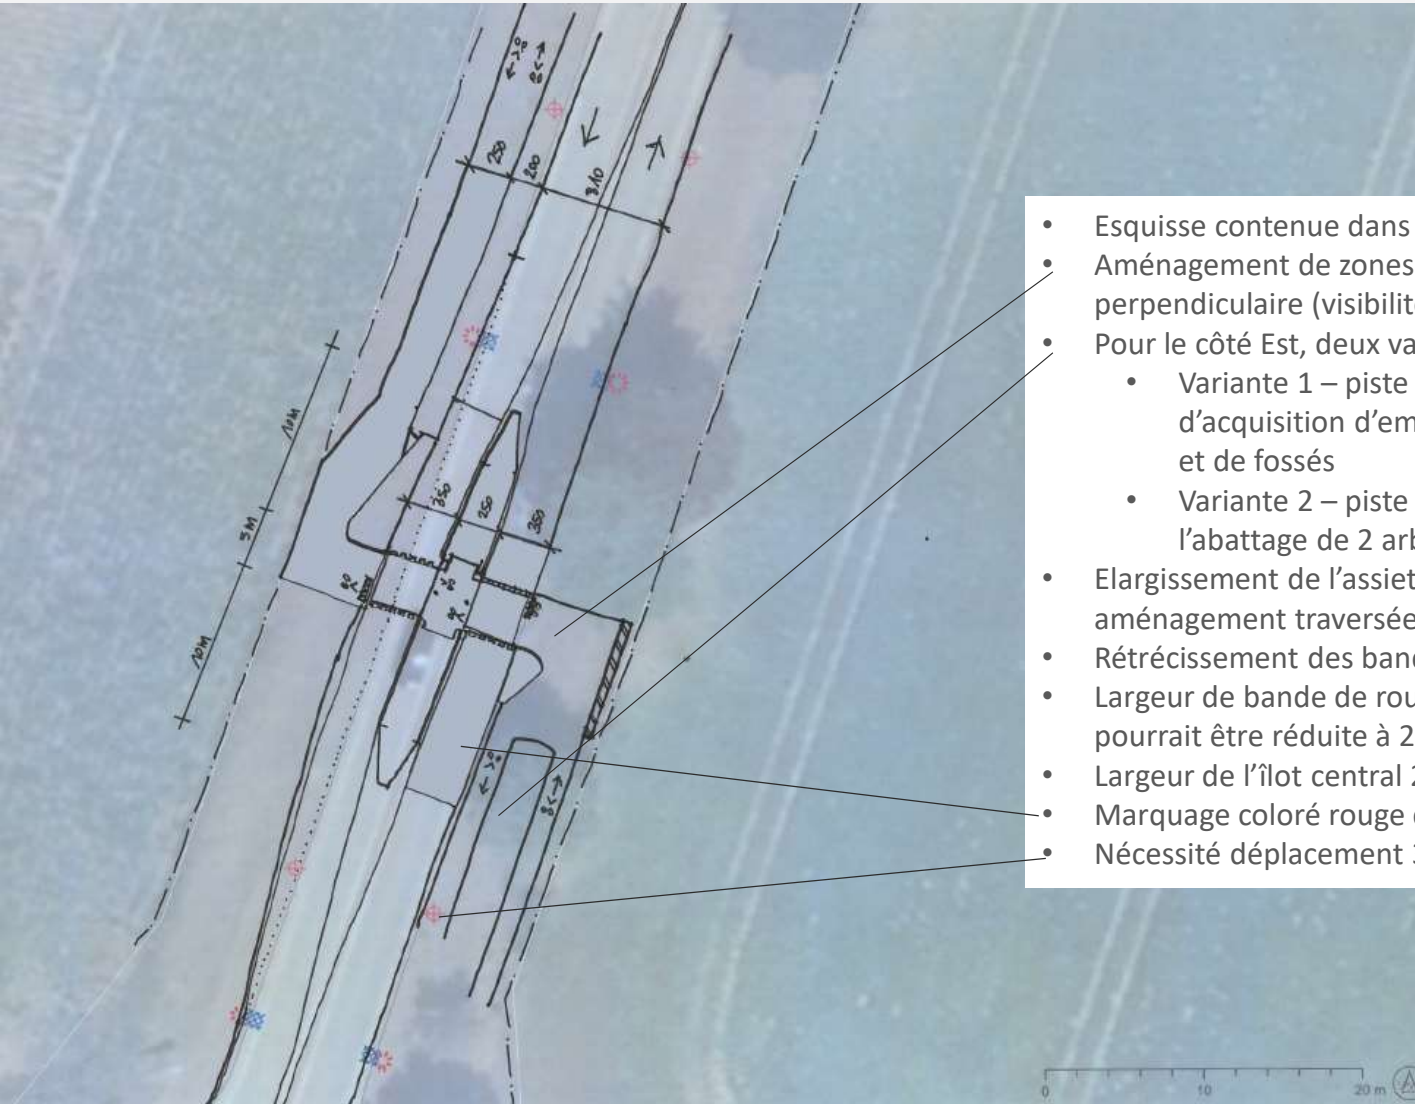 250
200
310
10M
5M
10M
350
250
350
• Esquisse contenue dans
• Aménagement de zones
perpendiculaire (visibilit
• Pour le côté Est, deux va
• Variante 1 – piste
d'acquisition d'em
et de fossés
• Variante 2 – piste
l'abattage de 2 arb
• Elargissement de l'assiet
aménagement traversée
• Rétrécissement des band
• Largeur de bande de rou
pourrait être réduite à 2
• Largeur de l'îlot central 2
• Marquage coloré rouge
• Nécessité déplacement 3
0 10 20 m